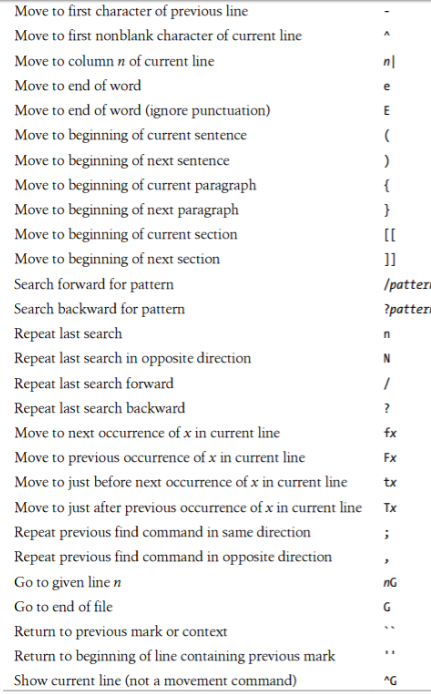 Move to first character of previous line -
Move to first nonblank character of current line ^
Move to column n of current line n|
Move to end of word e
Move to end of word (ignore punctuation) E
Move to beginning of current sentence (
Move to beginning of next sentence )
Move to beginning of current paragraph {
Move to beginning of next paragraph }
Move to beginning of current section [[
Move to beginning of next section ]]
Search forward for pattern /patter
Search backward for pattern ?patter
Repeat last search n
Repeat last search in opposite direction N
Repeat last search forward /
Repeat last search backward ?
Move to next occurrence of x in current line fx
Move to previous occurrence of x in current line Fx
Move to just before next occurrence of x in current line tx
Move to just after previous occurrence of x in current line Tx
Repeat previous find command in same direction ;
Repeat previous find command in opposite direction ,
Go to given line n nG
Go to end of file G
Return to previous mark or context ``
Return to beginning of line containing previous mark ''
Show current line (not a movement command) ^G